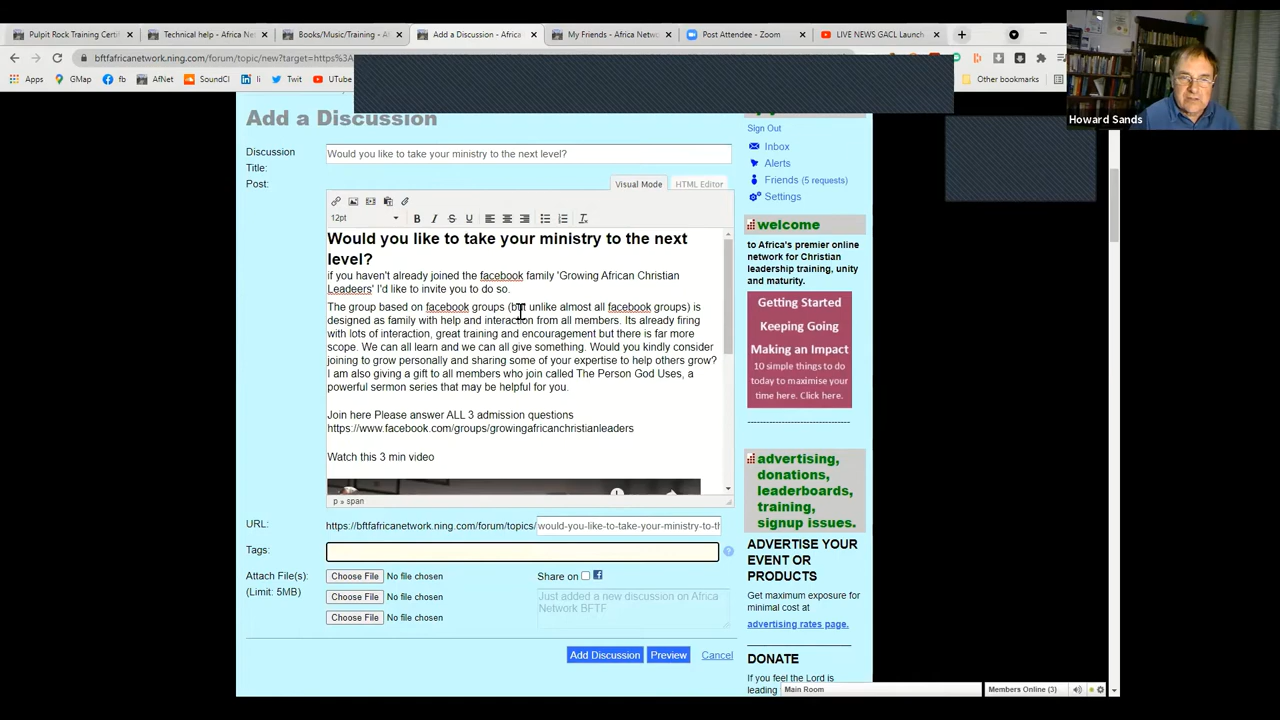 Pulpit Rock Training Certi
Technical help - Africa Net
Books/Music/Training - Af
Add a Discussion - Africa
My Friends - Africa Netwo
Post Attendee - Zoom
LIVE NEWS GACL Launch
bftfafricanetwork.ning.com/forum/topic/new?target=https%3A
Apps
GMap
fb
AfNet
SoundCl
li
Twitter
UTube
Other bookmarks
Howard Sands
Add a Discussion
Sign Out
Discussion Title:
Would you like to take your ministry to the next level?
Inbox
Alerts
Friends (5 requests)
Settings
Post:
Visual Mode
HTML Editor
12pt
B I S U
Would you like to take your ministry to the next
level?
if you haven't already joined the facebook family 'Growing African Christian
Leadeers' I'd like to invite you to do so.
The group based on facebook groups (but unlike almost all facebook groups) is
designed as family with help and interaction from all members. Its already firing
with lots of interaction, great training and encouragement but there is far more
scope. We can all learn and we can all give something. Would you kindly consider
joining to grow personally and sharing some of your expertise to help others grow?
I am also giving a gift to all members who join called The Person God Uses, a
powerful sermon series that may be helpful for you.
Join here Please answer ALL 3 admission questions
https://www.facebook.com/groups/growingafricanchristianleaders
Watch this 3 min video
p » span
URL:
https://bftfafricanetwork.ning.com/forum/topics/
would-you-like-to-take-your-ministry-to-th
Tags:
?
Attach File(s):
(Limit: 5MB)
Choose File No file chosen
Choose File No file chosen
Choose File No file chosen
Share on
Just added a new discussion on Africa
Network BFTF
Add Discussion
Preview
Cancel
welcome
to Africa's premier online
network for Christian
leadership training, unity
and maturity.
Getting Started
Keeping Going
Making an Impact
10 simple things to do
today to maximise your
time here. Click here.
advertising,
donations,
leaderboards,
training,
signup issues.
ADVERTISE YOUR
EVENT OR
PRODUCTS
Get maximum exposure for
minimal cost at
advertising rates page.
DONATE
If you feel the Lord is
leading
Main Room
Members Online (3)